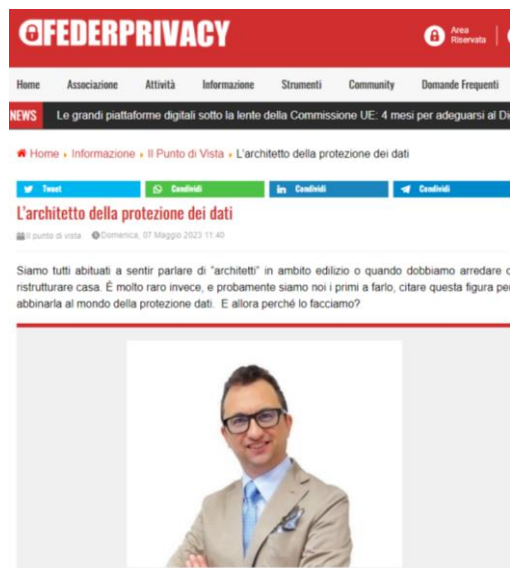 FEDERPRIVACY
Area
Riservata
Home Associazione Attività Informazione Strumenti Community Domande Frequenti
NEWS Le grandi piattaforme digitali sotto la lente della Commissione UE: 4 mesi per adeguarsi al
Home Informazione Il Punto di Vista L'architetto della protezione dei dati
Tweet Condividi Condividi Condividi
L'architetto della protezione dei dati
Il punto di vista Domenica, 07 Maggio 2023 11:40
Siamo tutti abituati a sentir parlare di "architetti" in ambito edilizio o quando dobbiamo arredare o
ristrutturare casa. È molto raro invece, e probamente siamo noi i primi a farlo, citare questa figura per
abbinarla al mondo della protezione dati. E allora perché lo facciamo?